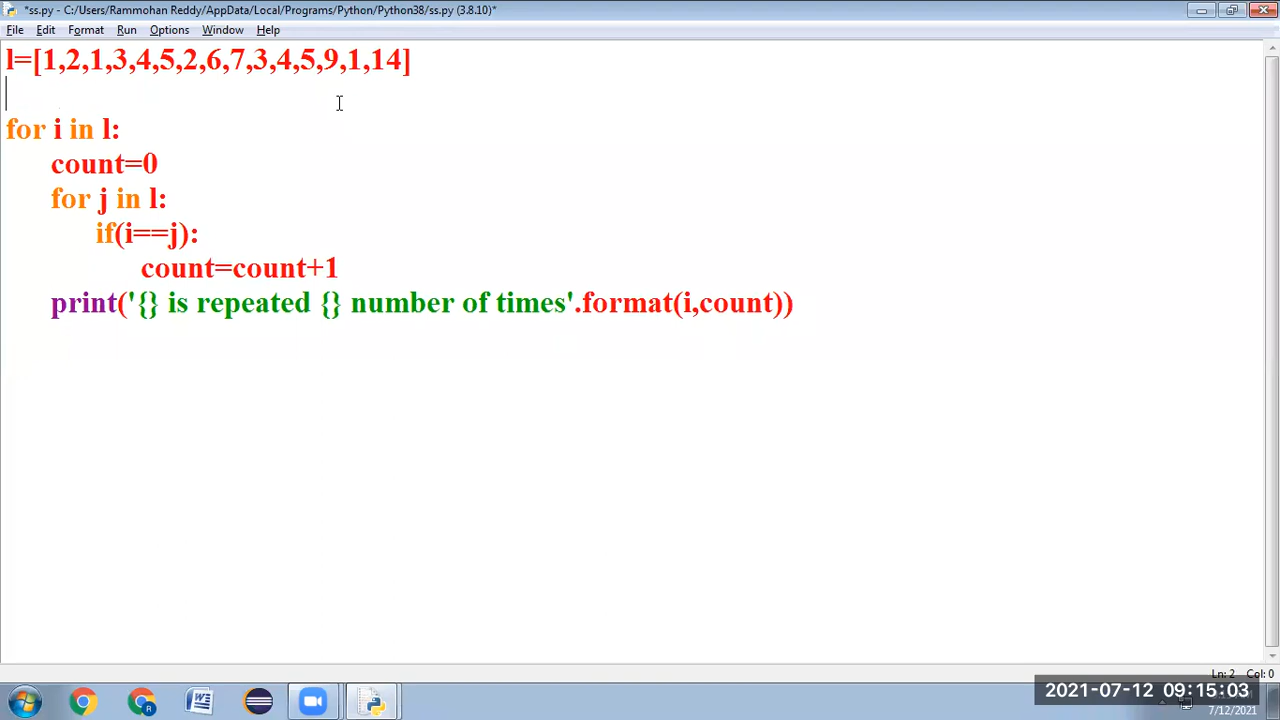 *ss.py - C:/Users/Rammohan Reddy/AppData/Local/Programs/Python/Python38/ss.py (3.8.10)*
File Edit Format Run Options Window Help
l=[1,2,1,3,4,5,2,6,7,3,4,5,9,1,14]
for i in l:
    count=0
    for j in l:
        if(i==j):
            count=count+1
    print('{} is repeated {} number of times'.format(i,count))
Ln: 2 Col: 0
2021-07-12 09:15:03
7/12/2021